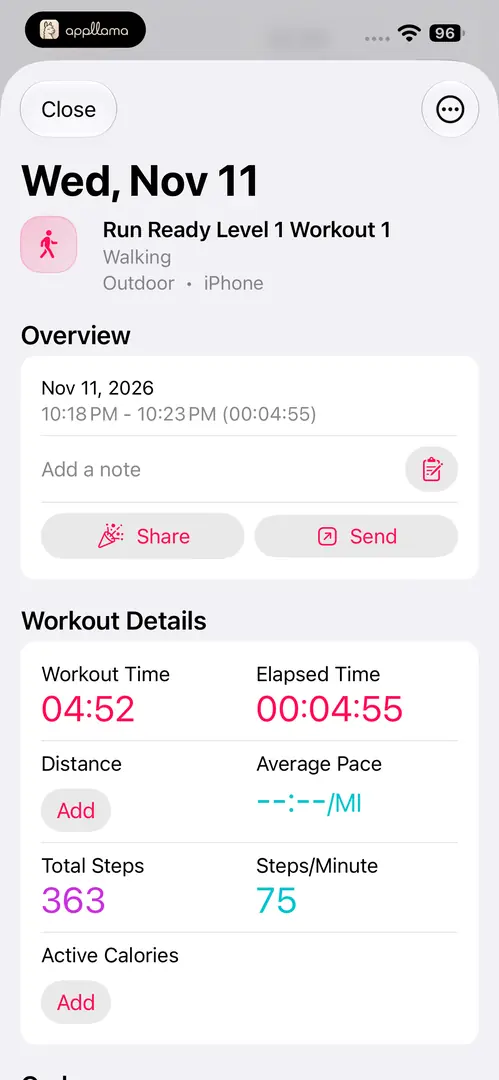 appllama
96
Close
Wed, Nov 11
Run Ready Level 1 Workout 1
Walking
Outdoor • iPhone
Overview
Nov 11, 2026
10:18 PM - 10:23 PM (00:04:55)
Add a note
Share Send
Workout Details
Workout Time Elapsed Time
04:52 00:04:55
Distance Average Pace
Add --:--/MI
Total Steps Steps/Minute
363 75
Active Calories
Add